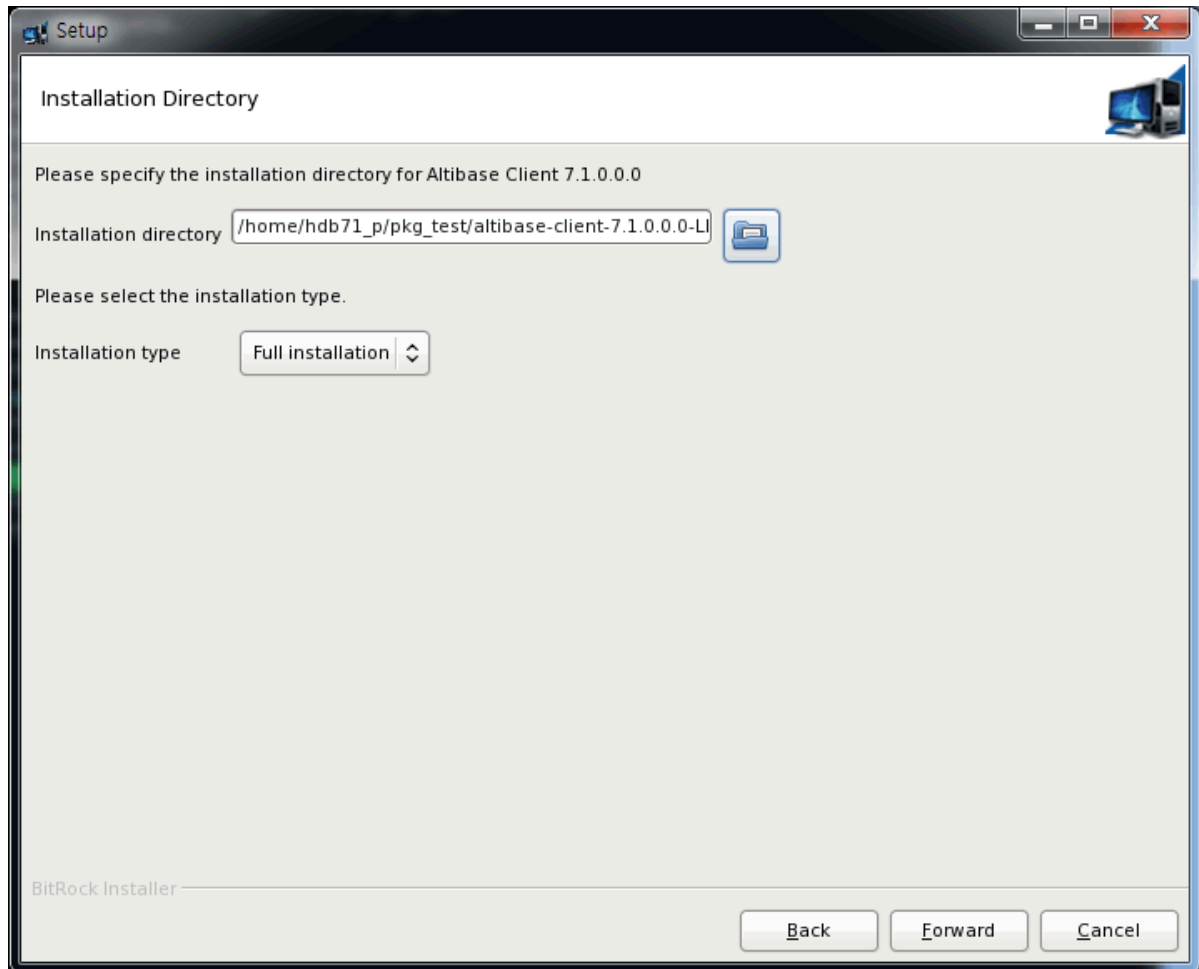 Setup
Installation Directory
Please specify the installation directory for Altibase Client 7.1.0.0.0
Installation directory /home/hdb71_p/pkg_test/altibase-client-7.1.0.0.0-LI
Please select the installation type.
Installation type Full installation
BitRock Installer
Back Forward Cancel